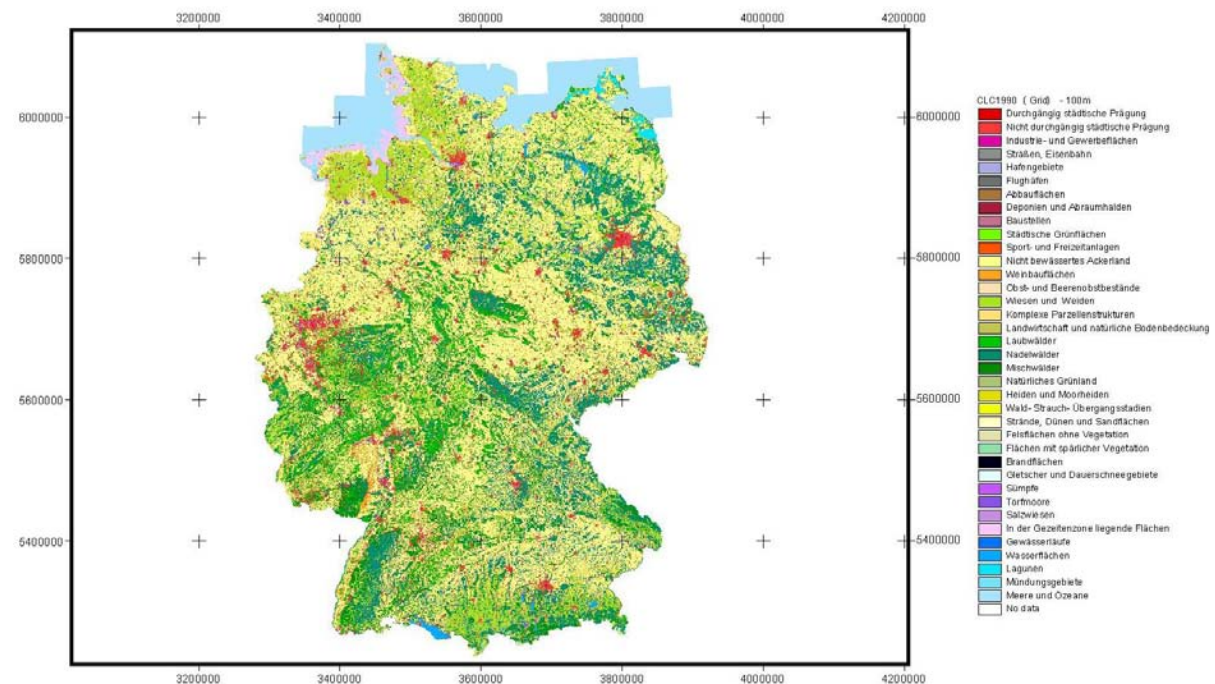 3200000 3400000 3600000 3800000 4000000 4200000
6000000 6000000
5800000 5800000
5600000 5600000
5400000 5400000
3200000 3400000 3600000 3800000 4000000 4200000
CLC1990 ( Grid) - 100m
Durchgängig städtische Prägung
Nicht durchgängig städtische Prägung
Industrie- und Gewerbeflächen
Straßen, Eisenbahn
Hafengebiete
Flughäfen
Abbauflächen
Deponien und Abraumhalden
Baustellen
Städtische Grünflächen
Sport- und Freizeitanlagen
Nicht bewässertes Ackerland
Weinbauflächen
Obst- und Beerenobstbestände
Wiesen und Weiden
Komplexe Parzellenstrukturen
Landwirtschaft und natürliche Bodenbedeckung
Laubwälder
Nadelwälder
Mischwälder
Natürliches Grünland
Heiden und Moorheiden
Wald- Strauch- Übergangsstadien
Strände, Dünen und Sandflächen
Felsflächen ohne Vegetation
Flächen mit spärlicher Vegetation
Brandflächen
Gletscher und Dauerschneegebiete
Sümpfe
Torfmoore
Salzwiesen
In der Gezeitenzone liegende Flächen
Gewässerläufe
Wasserflächen
Lagunen
Mündungsgebiete
Meere und Ozeane
No data